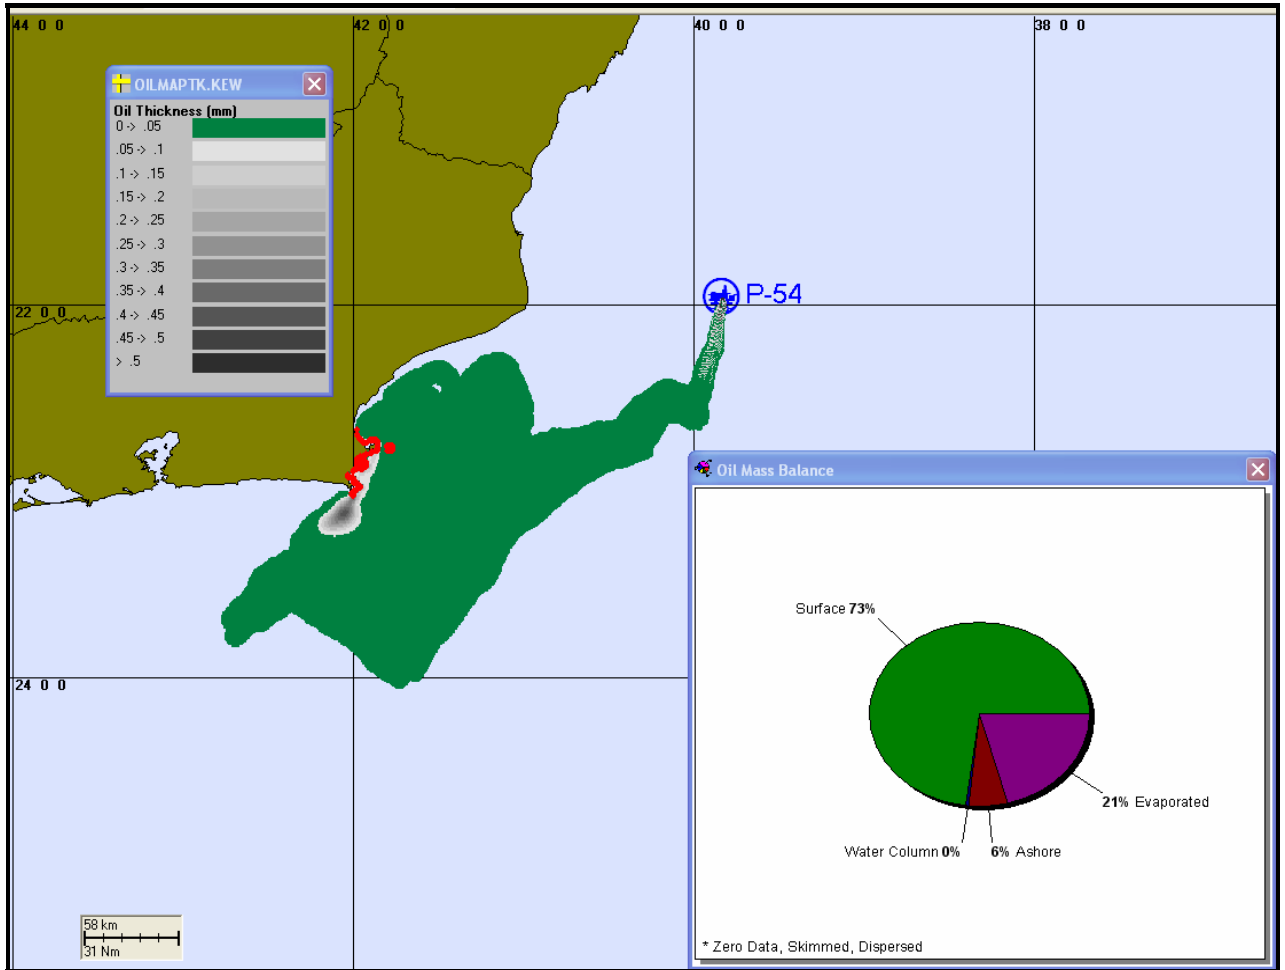 44 0 0
42 0 0
40 0 0
38 0 0
OILMAPTK.KEW
Oil Thickness (mm)
0 -> .05
.05 -> .1
.1 -> .15
.15 -> .2
.2 -> .25
.25 -> .3
.3 -> .35
.35 -> .4
.4 -> .45
.45 -> .5
> .5
P-54
22 0 0
24 0 0
Oil Mass Balance
Surface 73%
21% Evaporated
Water Column 0%
6% Ashore
* Zero Data, Skimmed, Dispersed
58 km
31 Nm